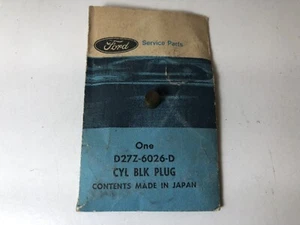 Ford Service Parts
One
D27Z-6026-D
CYL BLK PLUG
CONTENTS MADE IN JAPAN